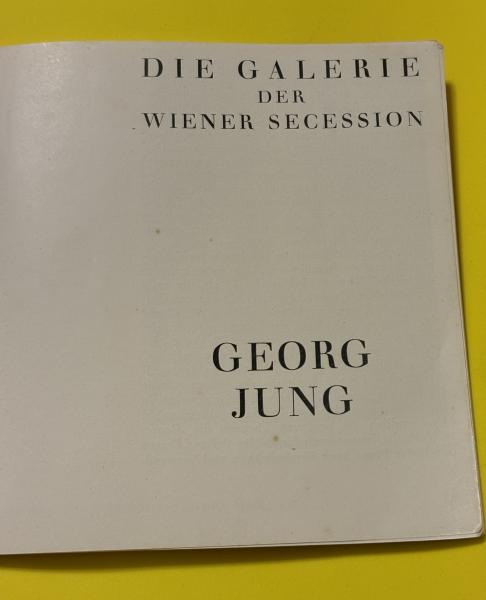 DIE GALERIE
DER
WIENER SECESSION
GEORG
JUNG